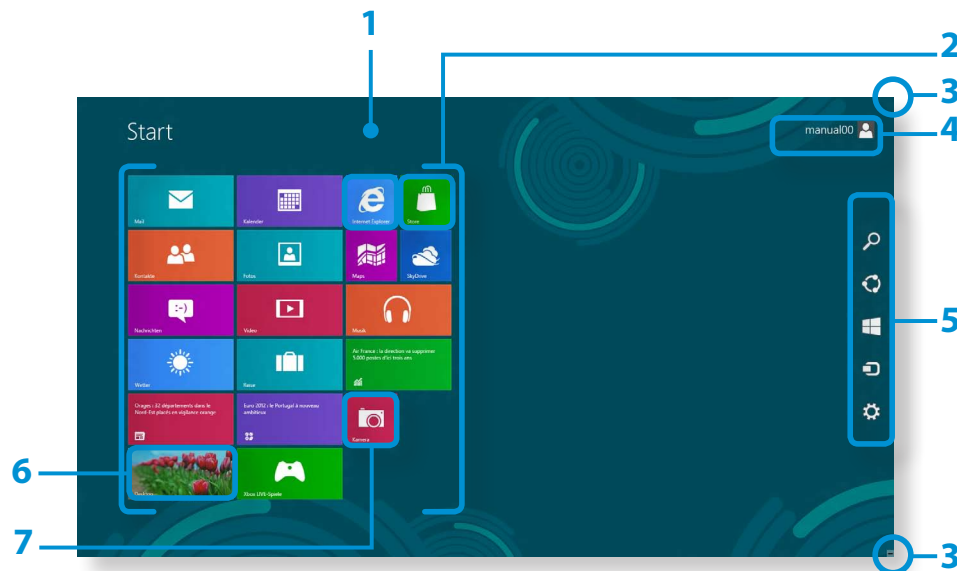 1
2
3
Start
manual00
4
Mail
Kalender
Internet Explorer
Store
Kontakte
Fotos
Maps
SkyDrive
Nachrichten
Video
Musik
5
Wetter
Reise
Air France : la direction va supprimer
5.000 postes d'ici trois ans
Orages : 32 départements dans le
Nord-Est placés en vigilance orange
Euro 2012 : le Portugal à nouveau
ambitieux
Kamera
6
Desktop
Xbox LIVE-Spiele
7
3